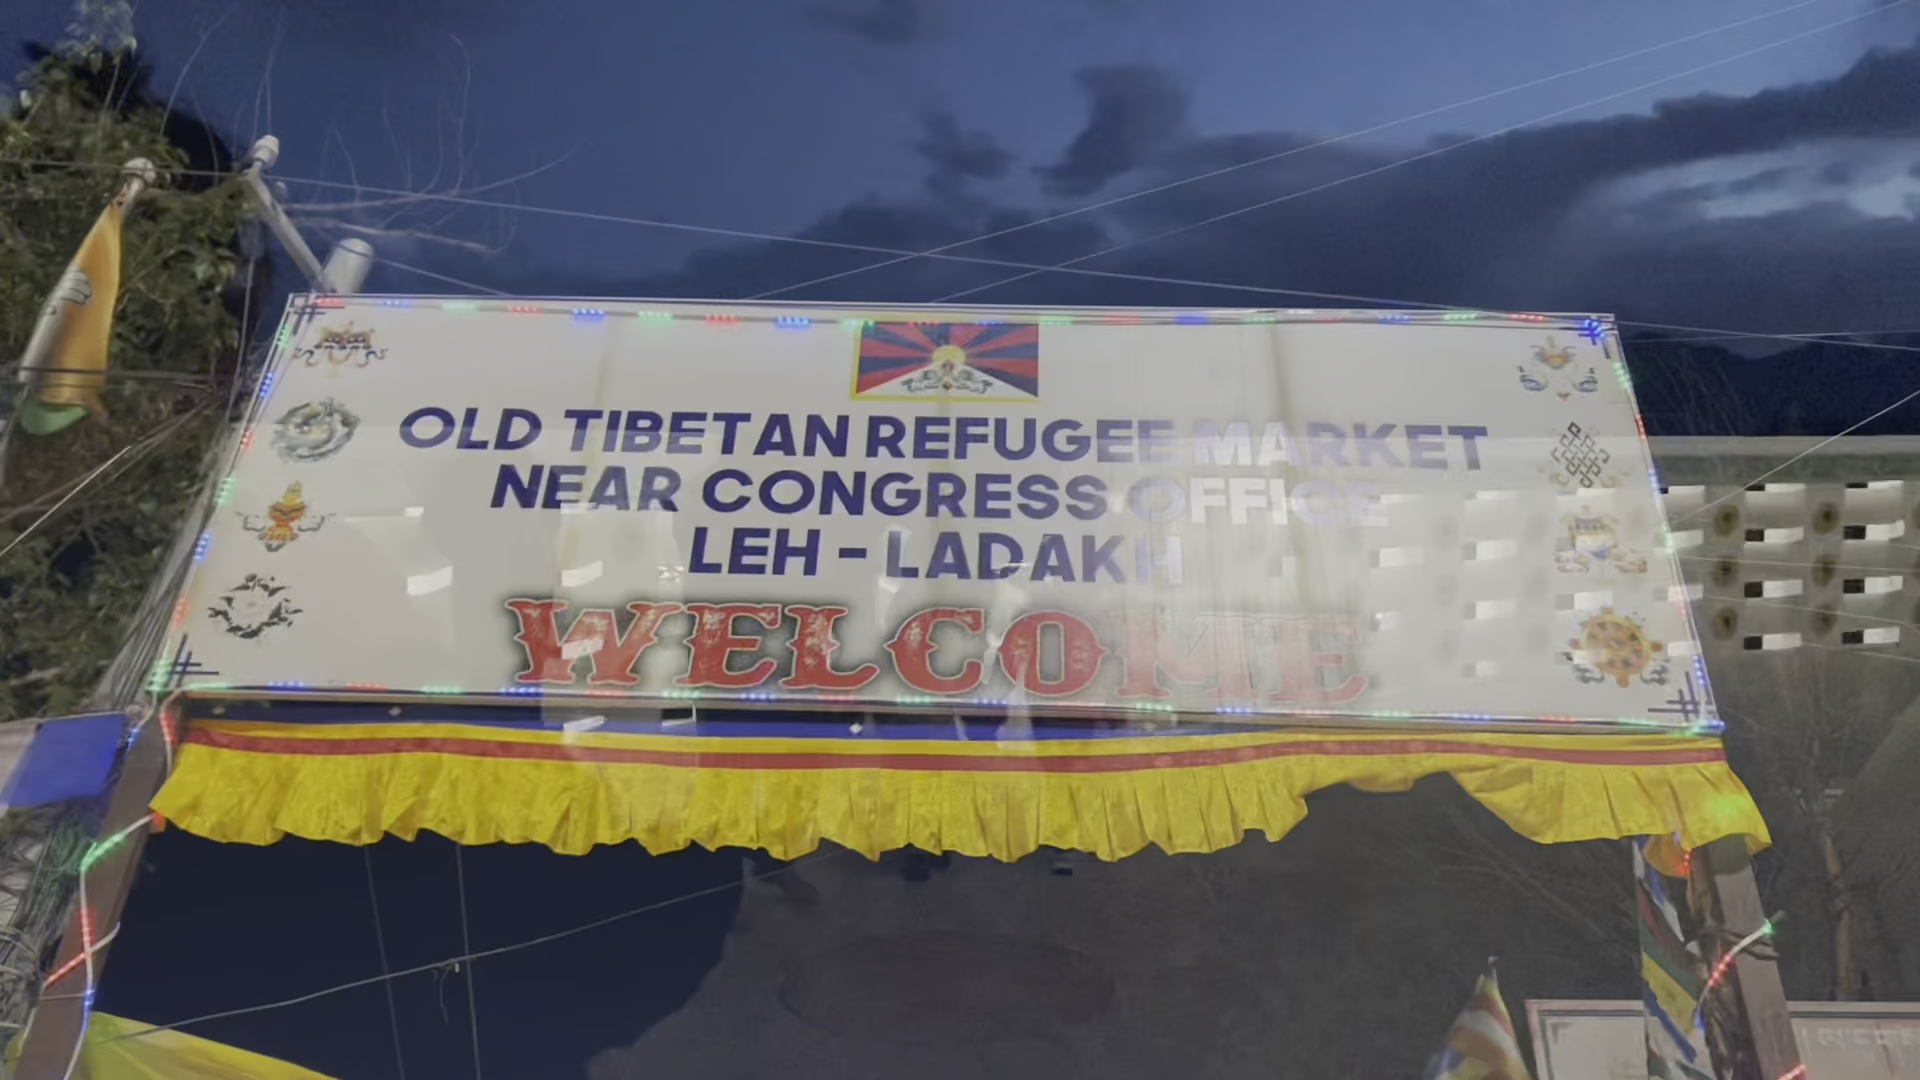 OLD TIBETAN REFUGEE MARKET
NEAR CONGRESS OFFICE
LEH - LADAKH
WELCOME